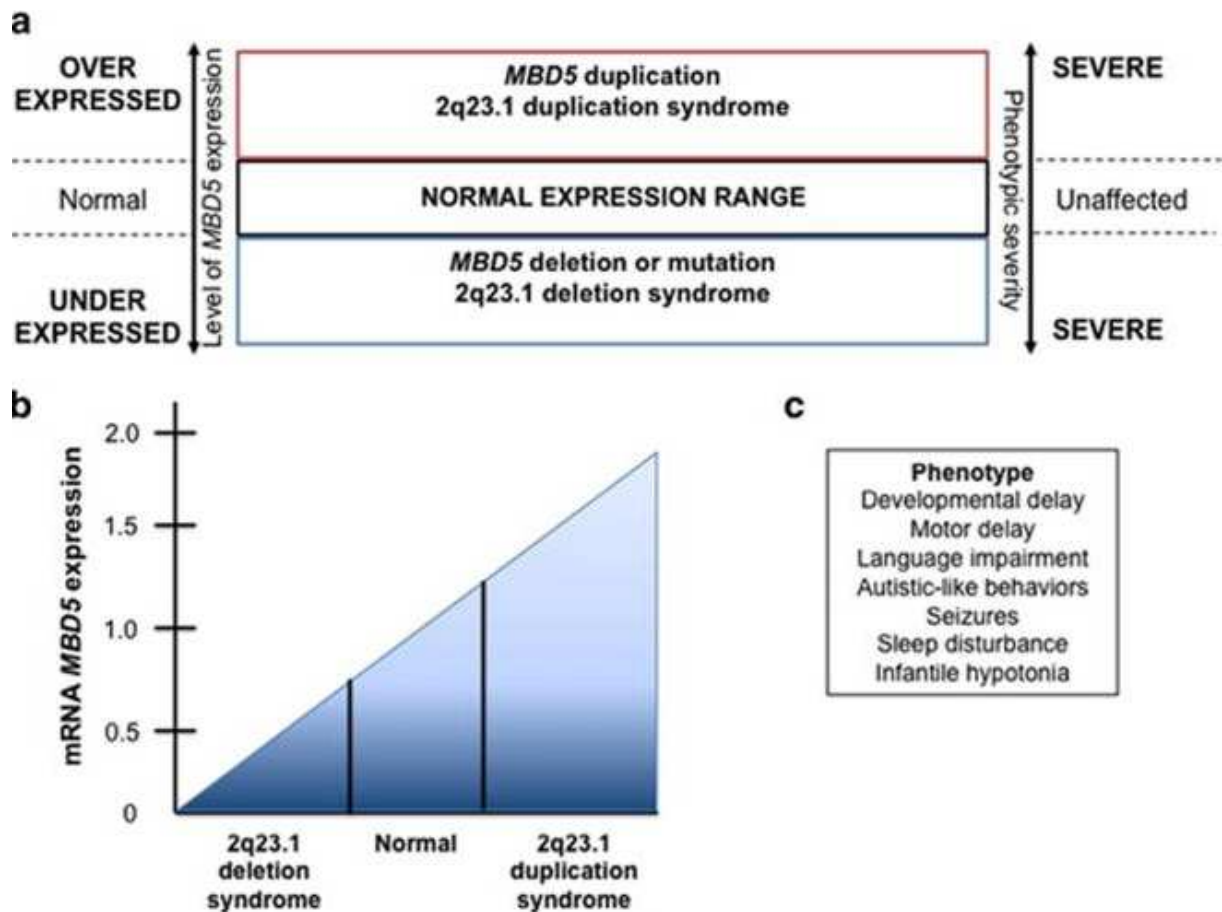 a
OVER
EXPRESSED
Normal
UNDER
EXPRESSED
Level of MBD5 expression
MBD5 duplication
2q23.1 duplication syndrome
NORMAL EXPRESSION RANGE
MBD5 deletion or mutation
2q23.1 deletion syndrome
Phenotypic severity
SEVERE
Unaffected
SEVERE
b
mRNA MBD5 expression
2.0
1.5
1.0
0.5
0
2q23.1
deletion
syndrome
Normal
2q23.1
duplication
syndrome
c
Phenotype
Developmental delay
Motor delay
Language impairment
Autistic-like behaviors
Seizures
Sleep disturbance
Infantile hypotonia